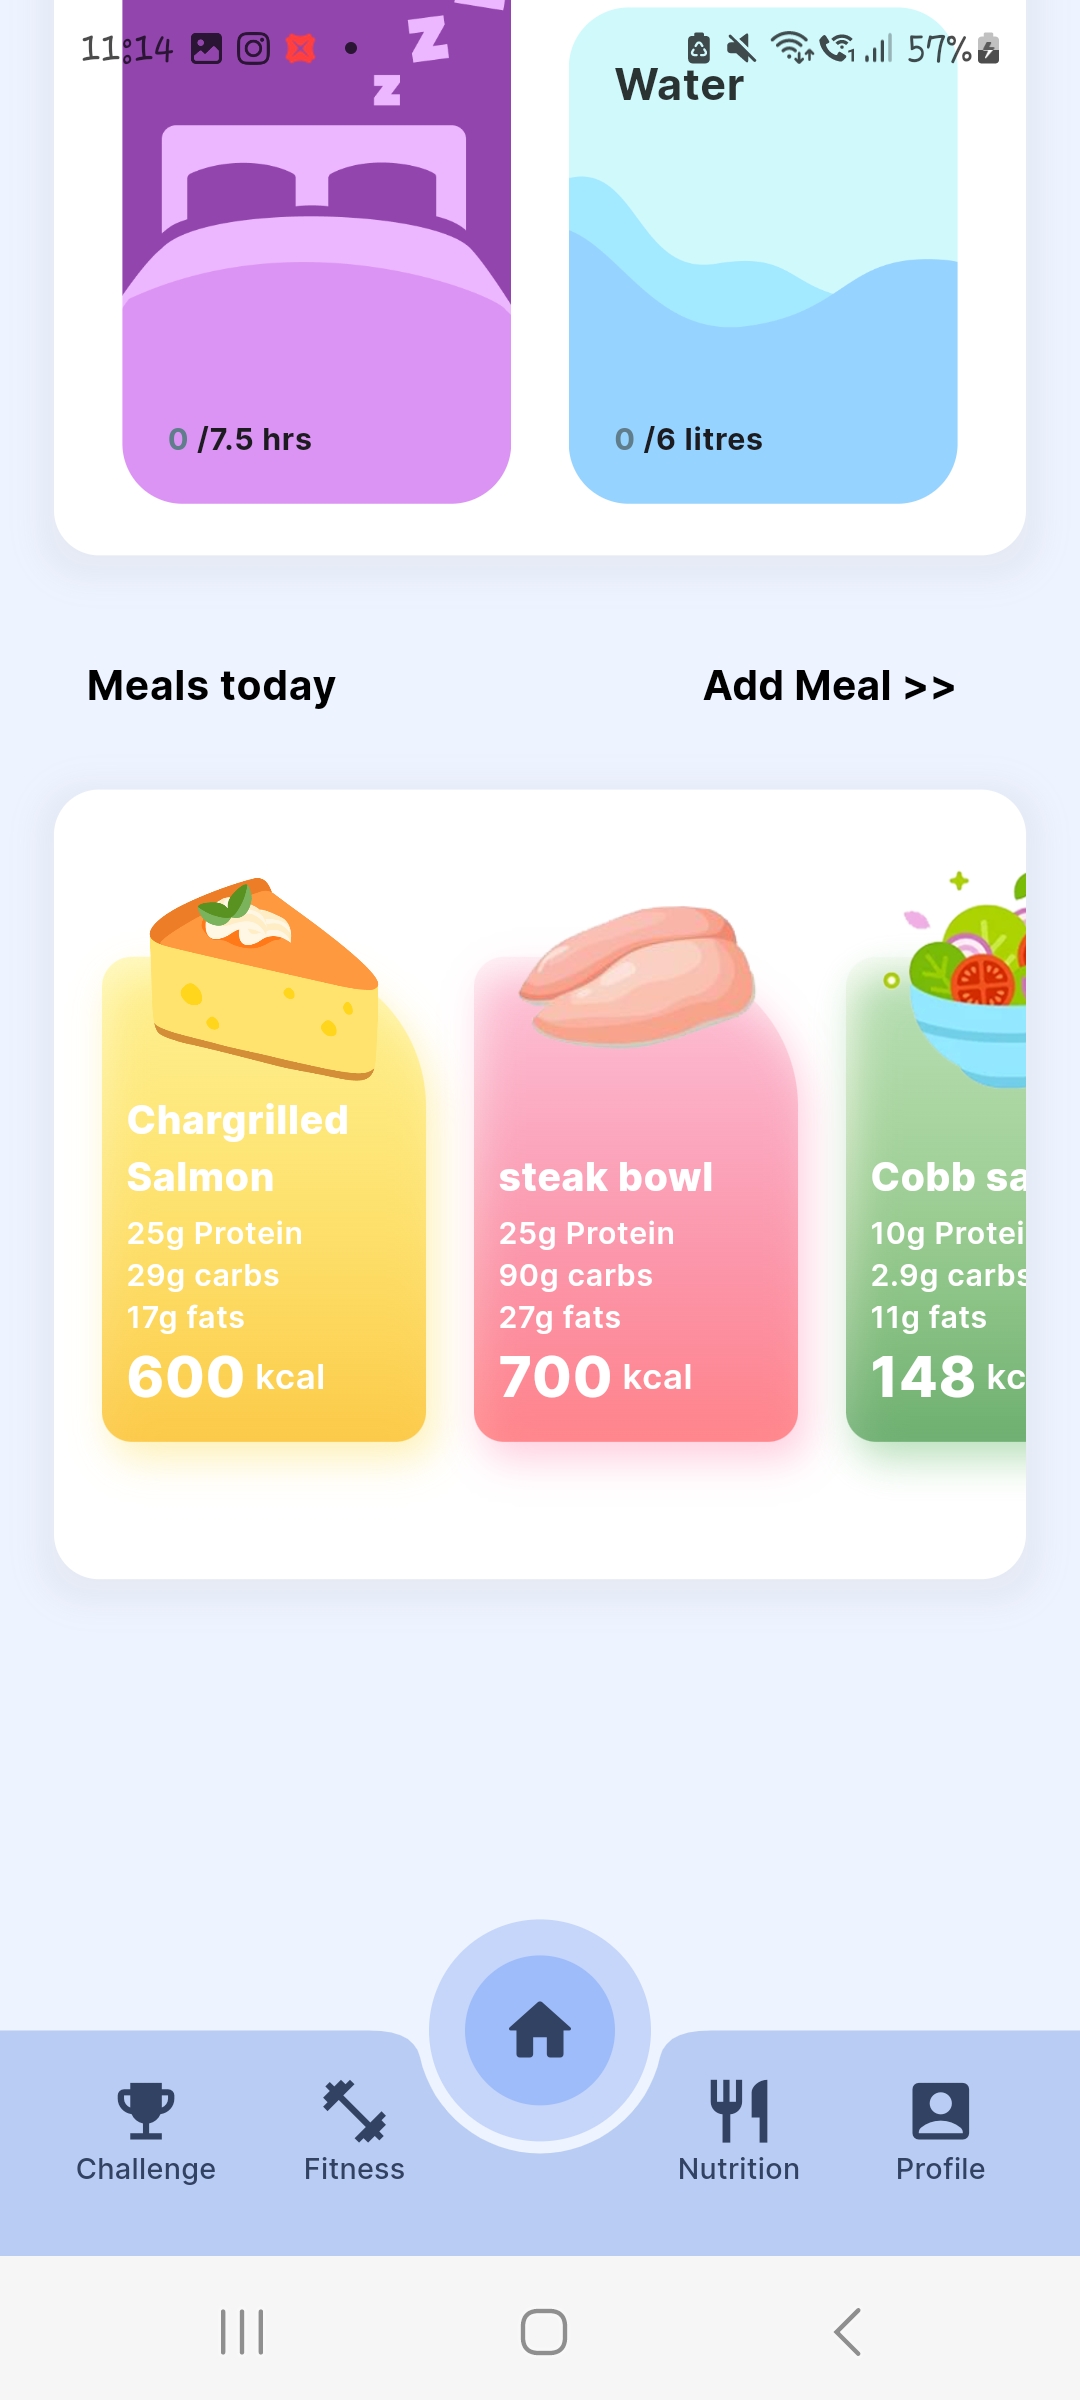 11:14
57%
z
z
Water
0 /7.5 hrs
0 /6 litres
Meals today
Add Meal >>
Chargrilled
Salmon
25g Protein
29g carbs
17g fats
600 kcal
steak bowl
25g Protein
90g carbs
27g fats
700 kcal
Cobb sa
10g Protei
2.9g carbs
11g fats
148 kc
Challenge
Fitness
Nutrition
Profile